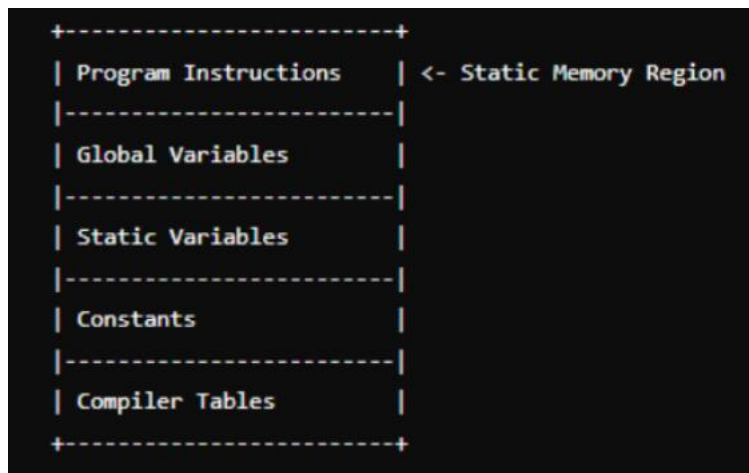 +--------------------------+
| Program Instructions | <- Static Memory Region
|--------------------------|
| Global Variables |
|--------------------------|
| Static Variables |
|--------------------------|
| Constants |
|--------------------------|
| Compiler Tables |
+--------------------------+